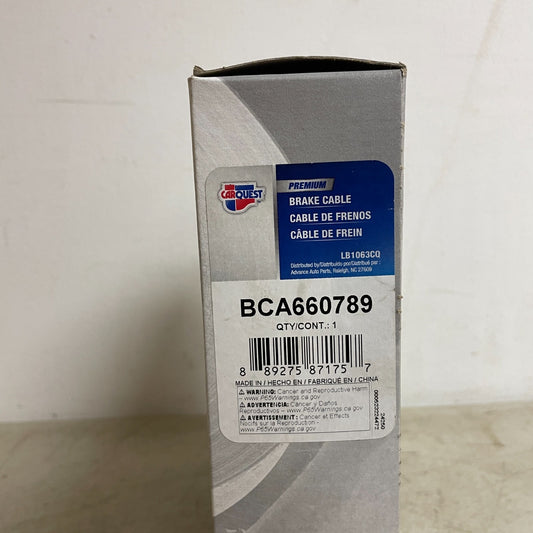 CARQUEST
PREMIUM
BRAKE CABLE
CABLE DE FRENOS
CÂBLE DE FREIN
LB1063CQ
Distributed by/Distribuido por/Distribué par :
Advance Auto Parts, Raleigh, NC 27609
BCA660789
QTY/CONT.: 1
8 89275 87175 7
MADE IN / HECHO EN / FABRIQUÉ EN / CHINA
WARNING: Cancer and Reproductive Harm
– www.P65Warnings.ca.gov
ADVERTENCIA: Cáncer y Daños
Reproductivos – www.P65Warnings.ca.gov
AVERTISSEMENT : Cancer et Effects
Nocifs sur la Reproduction -
www.P65Warnings.ca.gov
24250